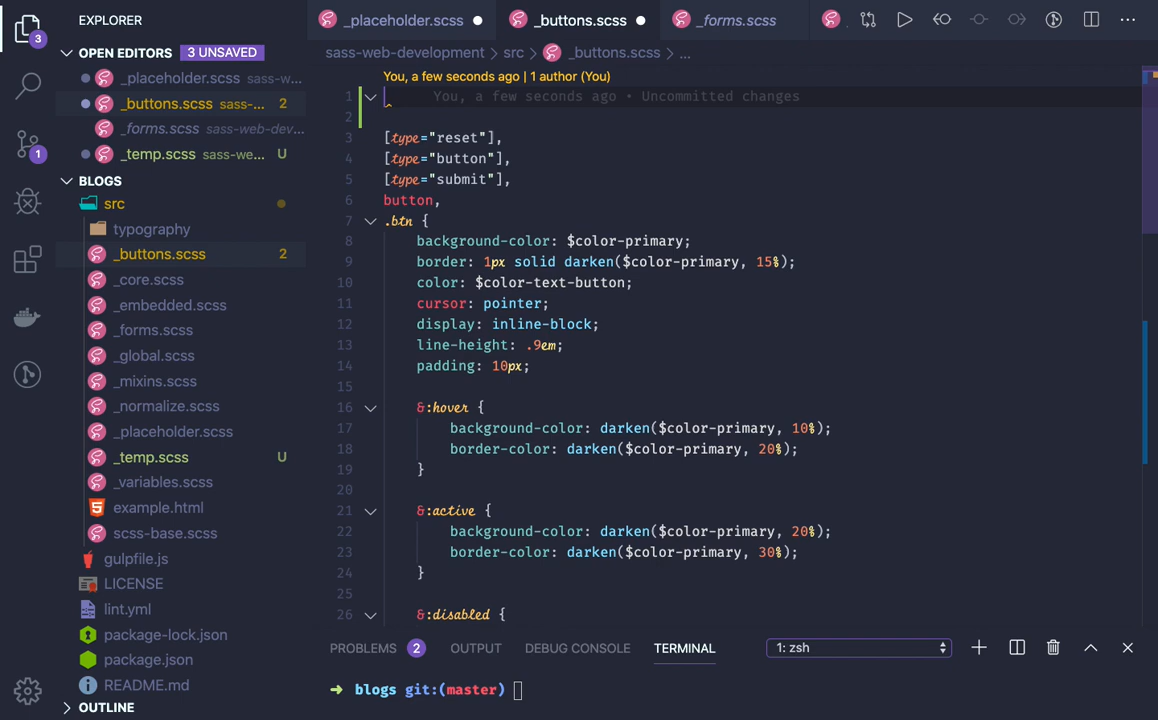 EXPLORER
OPEN EDITORS 3 UNSAVED
_placeholder.scss sass-w...
_buttons.scss sass-... 2
_forms.scss sass-web-dev...
_temp.scss sass-we... U
BLOGS
src
typography
_buttons.scss 2
_core.scss
_embedded.scss
_forms.scss
_global.scss
_mixins.scss
_normalize.scss
_placeholder.scss
_temp.scss U
_variables.scss
example.html
scss-base.scss
gulpfile.js
LICENSE
lint.yml
package-lock.json
package.json
README.md
OUTLINE
3
1
_placeholder.scss
_buttons.scss
_forms.scss
sass-web-development > src > _buttons.scss > ...
You, a few seconds ago | 1 author (You)
1 You, a few seconds ago • Uncommitted changes
2
3 [type="reset"],
4 [type="button"],
5 [type="submit"],
6 button,
7 .btn {
8 background-color: $color-primary;
9 border: 1px solid darken($color-primary, 15%);
10 color: $color-text-button;
11 cursor: pointer;
12 display: inline-block;
13 line-height: .9em;
14 padding: 10px;
15
16 &:hover {
17 background-color: darken($color-primary, 10%);
18 border-color: darken($color-primary, 20%);
19 }
20
21 &:active {
22 background-color: darken($color-primary, 20%);
23 border-color: darken($color-primary, 30%);
24 }
25
26 &:disabled {
PROBLEMS 2 OUTPUT DEBUG CONSOLE TERMINAL 1: zsh
➜ blogs git:(master)